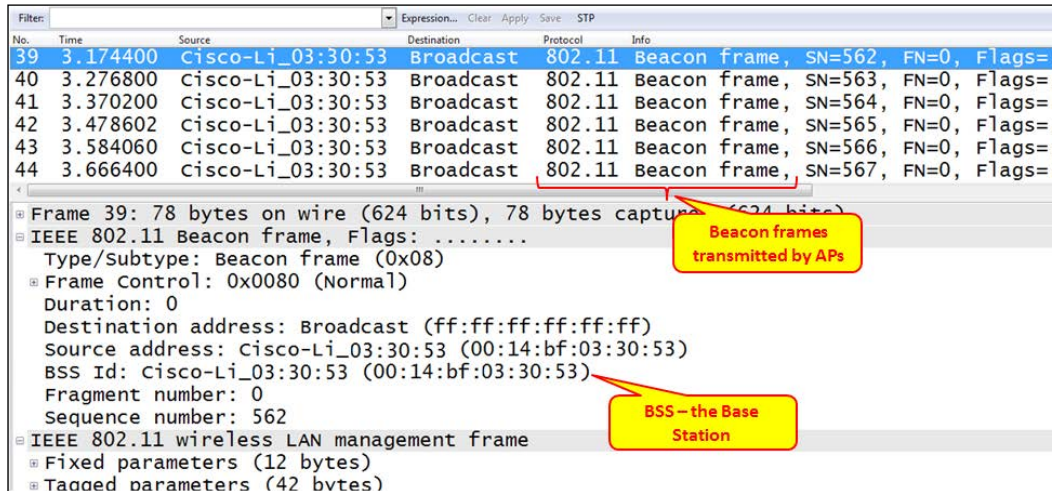 Filter: Expression... Clear Apply Save STP
No. Time Source Destination Protocol Info
39 3.174400 Cisco-Li_03:30:53 Broadcast 802.11 Beacon frame, SN=562, FN=0, Flags=
40 3.276800 Cisco-Li_03:30:53 Broadcast 802.11 Beacon frame, SN=563, FN=0, Flags=
41 3.370200 Cisco-Li_03:30:53 Broadcast 802.11 Beacon frame, SN=564, FN=0, Flags=
42 3.478602 Cisco-Li_03:30:53 Broadcast 802.11 Beacon frame, SN=565, FN=0, Flags=
43 3.584060 Cisco-Li_03:30:53 Broadcast 802.11 Beacon frame, SN=566, FN=0, Flags=
44 3.666400 Cisco-Li_03:30:53 Broadcast 802.11 Beacon frame, SN=567, FN=0, Flags=
Frame 39: 78 bytes on wire (624 bits), 78 bytes (624 bits)
Beacon frames
transmitted by APs
IEEE 802.11 Beacon frame, Flags: ........
Type/Subtype: Beacon frame (0x08)
Frame Control: 0x0080 (Normal)
Duration: 0
Destination address: Broadcast (ff:ff:ff:ff:ff:ff)
Source address: Cisco-Li_03:30:53 (00:14:bf:03:30:53)
BSS Id: Cisco-Li_03:30:53 (00:14:bf:03:30:53)
Fragment number: 0
BSS – the Base
Station
Sequence number: 562
IEEE 802.11 wireless LAN management frame
Fixed parameters (12 bytes)
Tagged parameters (42 bytes)